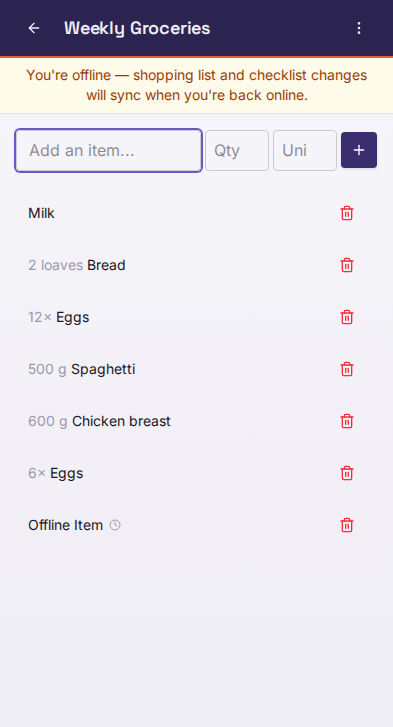 Weekly Groceries
You're offline — shopping list and checklist changes
will sync when you're back online.
Add an item...
Qty
Uni
+
Milk
2 loaves Bread
12× Eggs
500 g Spaghetti
600 g Chicken breast
6× Eggs
Offline Item